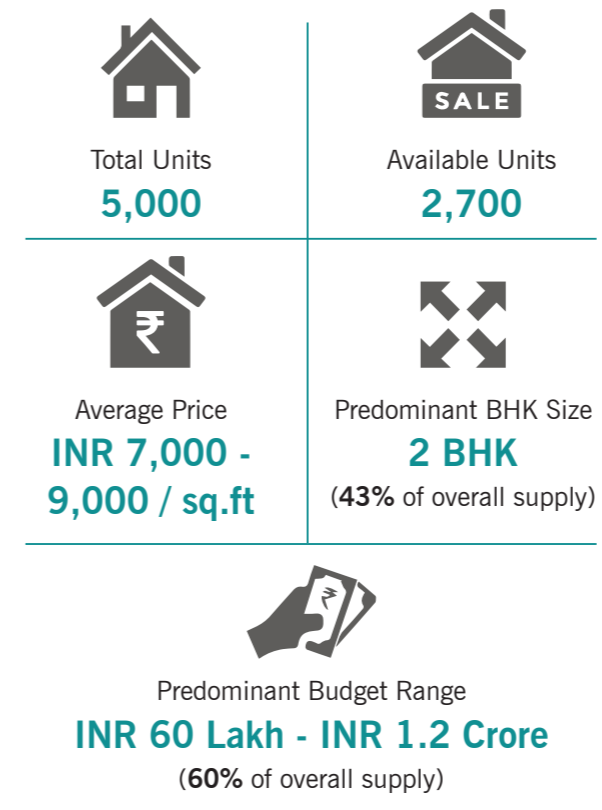 SALE
Total Units
5,000
Available Units
2,700
₹
Average Price
INR 7,000 -
9,000 / sq.ft
Predominant BHK Size
2 BHK
(43% of overall supply)
₹
Predominant Budget Range
INR 60 Lakh - INR 1.2 Crore
(60% of overall supply)